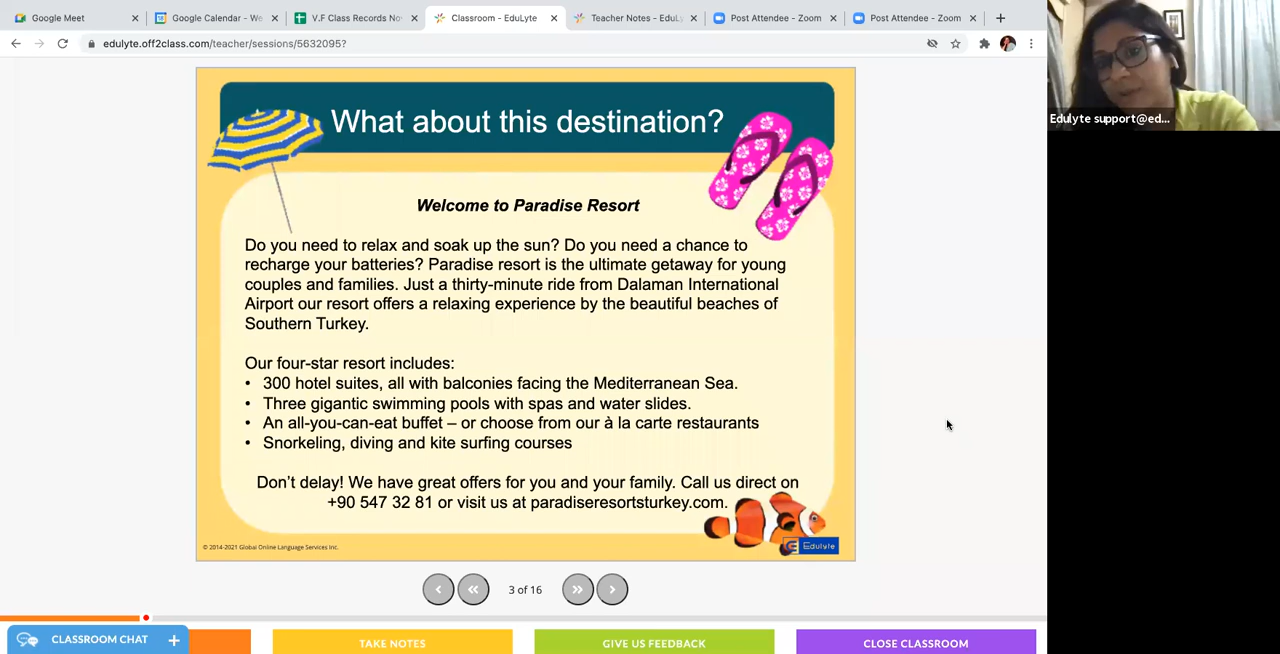 Google Meet
Google Calendar - We
V.F Class Records No
Classroom - EduLyte
Teacher Notes - EduL
Post Attendee - Zoom
Post Attendee - Zoom
edulyte.off2class.com/teacher/sessions/5632095?
Edulyte support@ed...
What about this destination?
Welcome to Paradise Resort
Do you need to relax and soak up the sun? Do you need a chance to
recharge your batteries? Paradise resort is the ultimate getaway for young
couples and families. Just a thirty-minute ride from Dalaman International
Airport our resort offers a relaxing experience by the beautiful beaches of
Southern Turkey.
Our four-star resort includes:
• 300 hotel suites, all with balconies facing the Mediterranean Sea.
• Three gigantic swimming pools with spas and water slides.
• An all-you-can-eat buffet – or choose from our à la carte restaurants
• Snorkeling, diving and kite surfing courses
Don't delay! We have great offers for you and your family. Call us direct on
+90 547 32 81 or visit us at paradiseresortsturkey.com.
© 2014-2021 Global Online Language Services Inc.
Edulyte
3 of 16
CLASSROOM CHAT +
TAKE NOTES
GIVE US FEEDBACK
CLOSE CLASSROOM